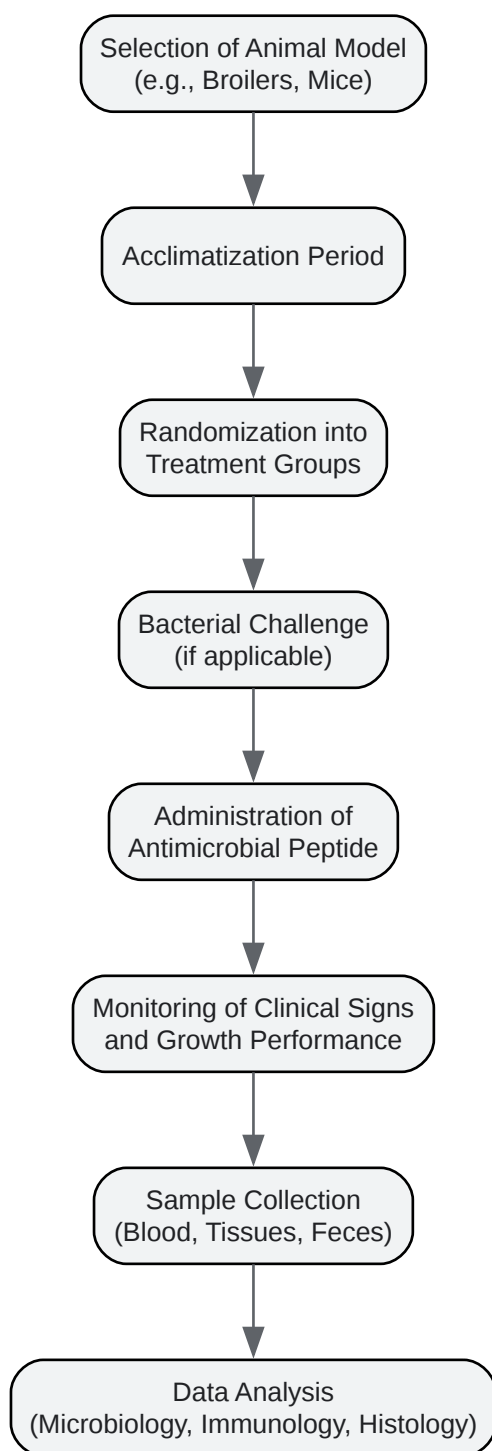 Selection of Animal Model
(e.g., Broilers, Mice)
Acclimatization Period
Randomization into
Treatment Groups
Bacterial Challenge
(if applicable)
Administration of
Antimicrobial Peptide
Monitoring of Clinical Signs
and Growth Performance
Sample Collection
(Blood, Tissues, Feces)
Data Analysis
(Microbiology, Immunology, Histology)